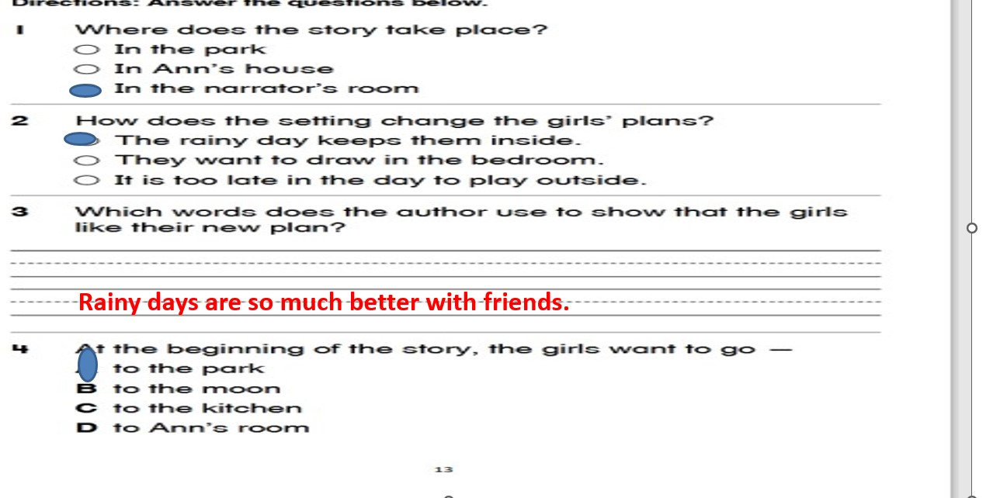 Directions: Answer the questions below.
1 Where does the story take place?
In the park
In Ann's house
In the narrator's room
2 How does the setting change the girls' plans?
The rainy day keeps them inside.
They want to draw in the bedroom.
It is too late in the day to play outside.
3 Which words does the author use to show that the girls
like their new plan?
Rainy days are so much better with friends.
4 At the beginning of the story, the girls want to go —
to the park
B to the moon
C to the kitchen
D to Ann's room
13